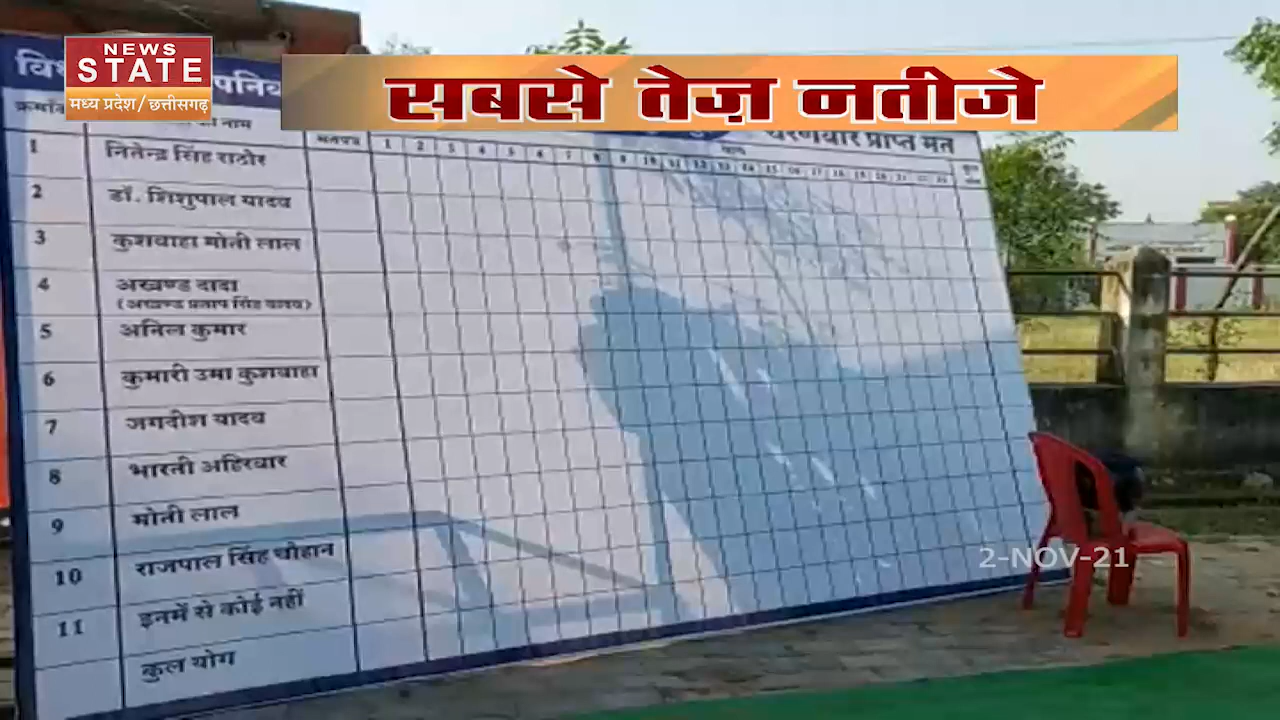 NEWS
STATE
मध्य प्रदेश/छत्तीसगढ़
सबसे तेज़ नतीजे
नाम
मतपत्र 1 2 3 4 5 6 7 8 9 10 11 12 13 14 15 16 17 18 19 20 21 22 23
प्राप्त मत
1 नितेन्द्र सिंह राठौर
2 डॉ. शिशुपाल यादव
3 कुशवाहा मोती लाल
4 अखण्ड दादा
(अखण्ड प्रताप सिंह यादव)
5 अनिल कुमार
6 कुमारी उमा कुशवाहा
7 जगदीश यादव
8 भारती अहिरवार
9 मोती लाल
10 राजपाल सिंह चौहान
11 इनमें से कोई नहीं
कुल योग
2-NOV-21